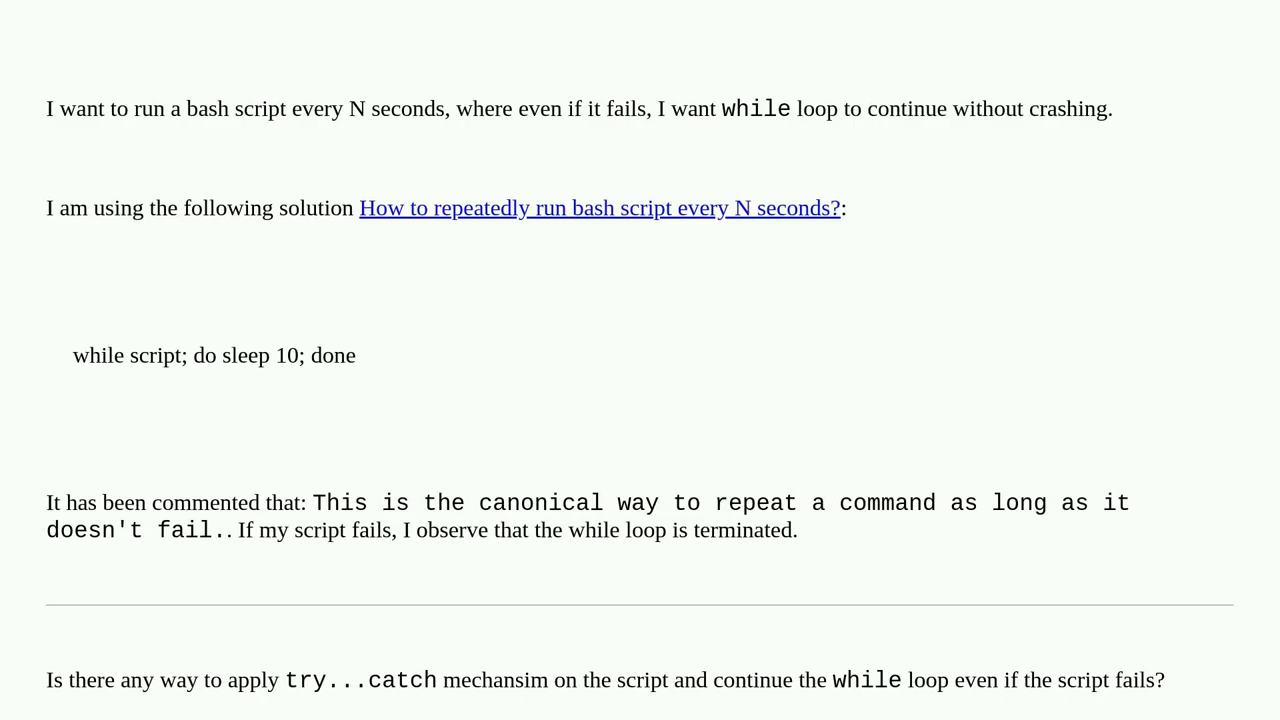 I want to run a bash script every N seconds, where even if it fails, I want while loop to continue without crashing.
I am using the following solution How to repeatedly run bash script every N seconds?:
while script; do sleep 10; done
It has been commented that: This is the canonical way to repeat a command as long as it
doesn't fail.. If my script fails, I observe that the while loop is terminated.
Is there any way to apply try...catch mechansim on the script and continue the while loop even if the script fails?